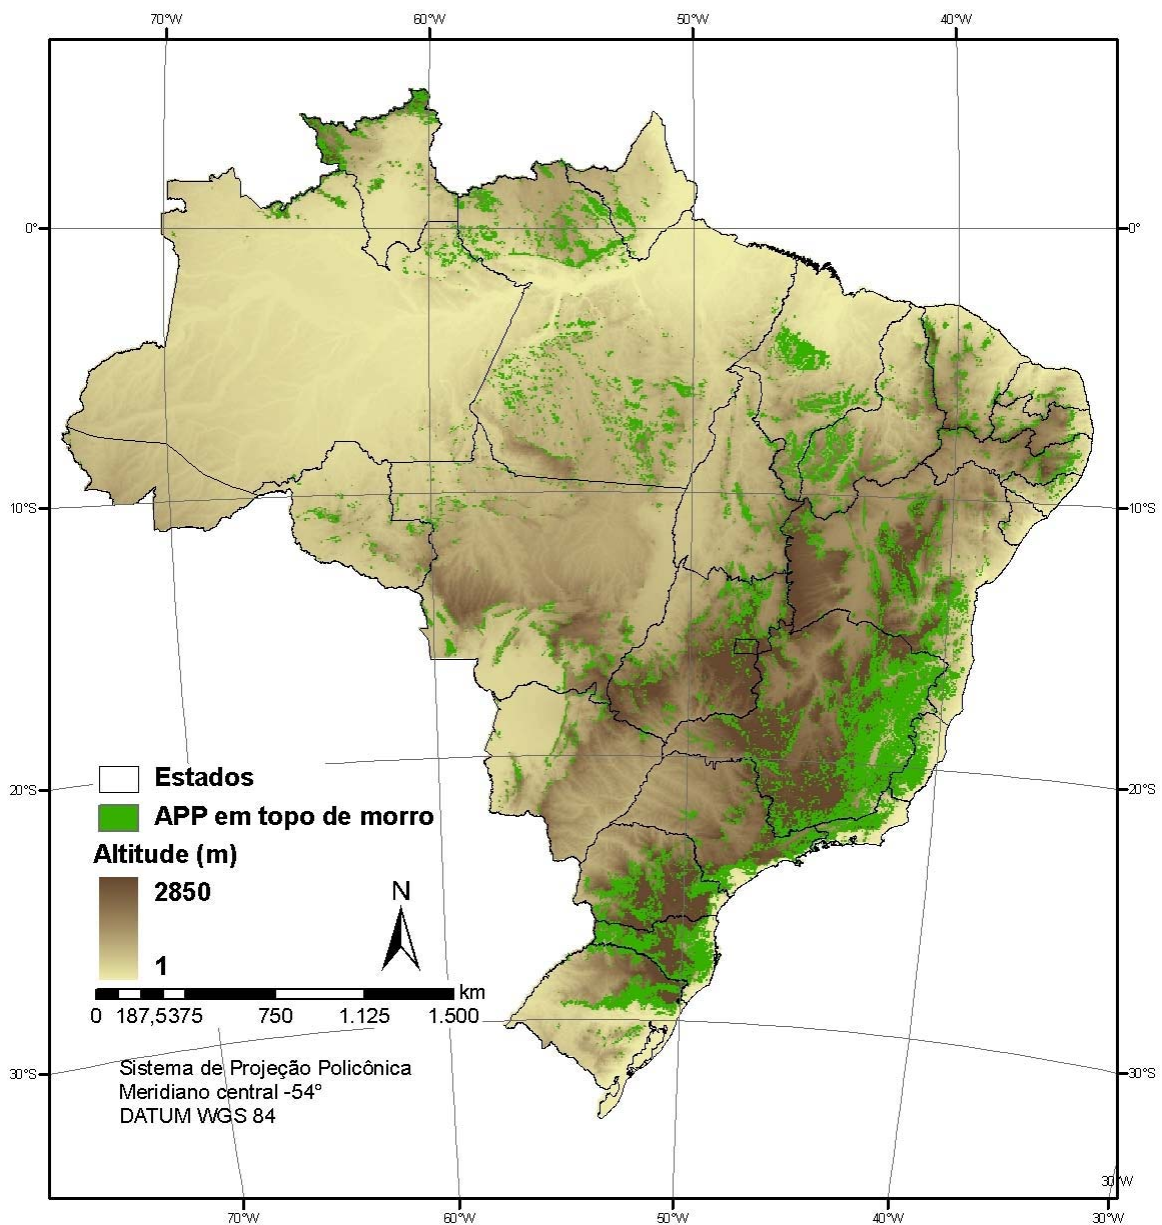 70°W 60°W 50°W 40°W
0° 0°
10°S 10°S
Estados
20°S 20°S
APP em topo de morro
Altitude (m)
2850
N
1
km
0 187,5375 750 1.125 1.500
Sistema de Projeção Policônica
30°S 30°S
Meridiano central -54°
DATUM WGS 84
30°W
70°W 60°W 50°W 40°W 30°W